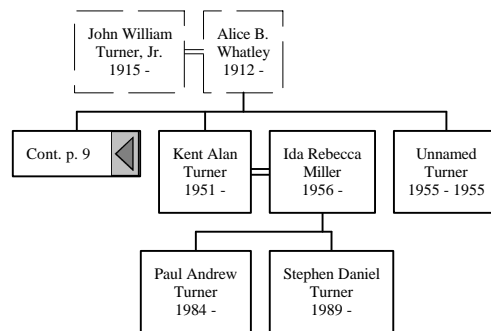 John William
Turner, Jr.
1915 -
Alice B.
Whatley
1912 -
Cont. p. 9
Kent Alan
Turner
1951 -
Ida Rebecca
Miller
1956 -
Unnamed
Turner
1955 - 1955
Paul Andrew
Turner
1984 -
Stephen Daniel
Turner
1989 -